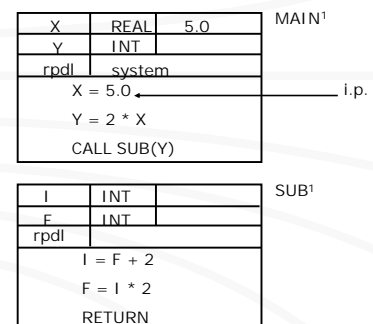 X REAL 5.0 MAIN¹
Y INT
rpdl system
X = 5.0 i.p.
Y = 2 * X
CALL SUB(Y)
I INT SUB¹
F INT
rpdl
I = F + 2
F = I * 2
RETURN